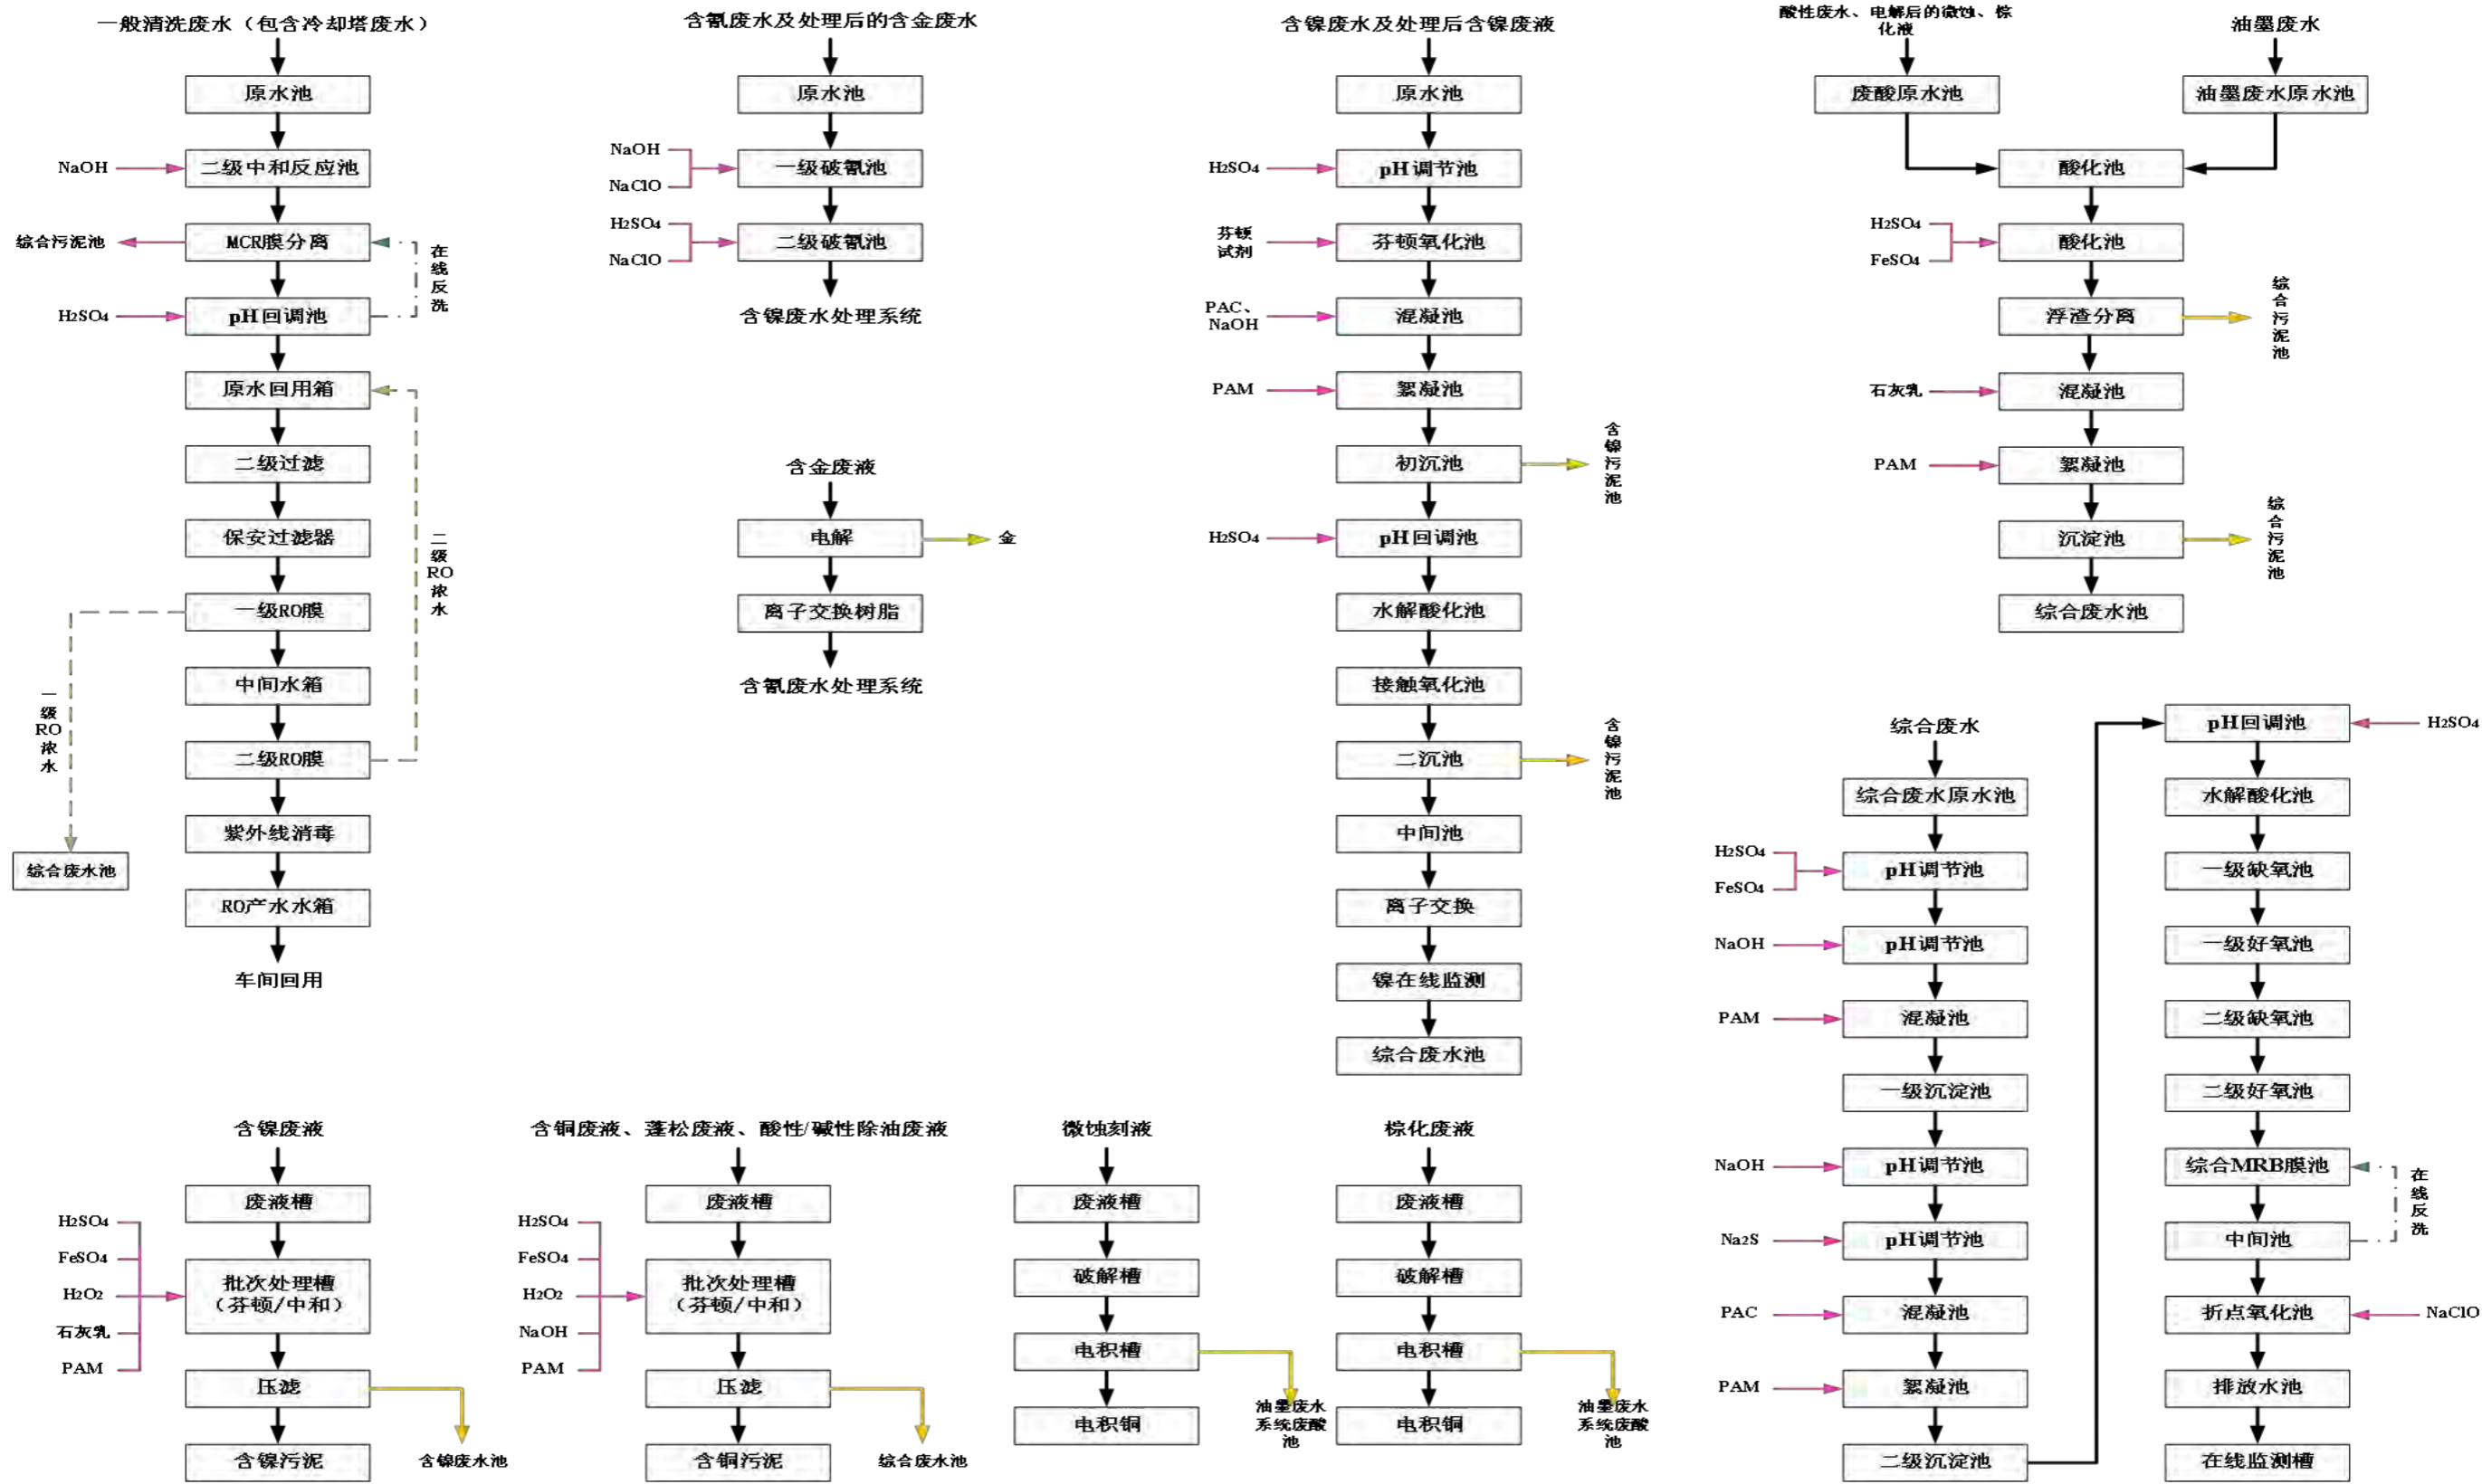 一般清洗废水（包含冷却塔废水）
原水池
NaOH
二级中和反应池
综合污泥池
MCR膜分离
在
线
反
洗
H2SO4
pH回调池
原水回用箱
二级过滤
保安过滤器
二
级
RO
浓
水
一级RO膜
中间水箱
一
级
RO
浓
水
二级RO膜
紫外线消毒
综合废水池
RO产水水箱
车间回用
含氰废水及处理后的含金废水
原水池
NaOH
NaClO
一级破氰池
H2SO4
NaClO
二级破氰池
含镍废水处理系统
含金废液
电解
金
离子交换树脂
含氰废水处理系统
含镍废水及处理后含镍废液
原水池
H2SO4
pH调节池
芬顿
试剂
芬顿氧化池
PAC、
NaOH
混凝池
PAM
絮凝池
初沉池
含
镍
污
泥
池
H2SO4
pH回调池
水解酸化池
接触氧化池
二沉池
含
镍
污
泥
池
中间池
离子交换
镍在线监测
综合废水池
酸性废水、电解后的微蚀、棕
化液
油墨废水
废酸原水池
油墨废水原水池
酸化池
H2SO4
FeSO4
酸化池
浮渣分离
综
合
污
泥
池
石灰乳
混凝池
PAM
絮凝池
沉淀池
综
合
污
泥
池
综合废水池
综合废水
综合废水原水池
H2SO4
FeSO4
pH调节池
NaOH
pH调节池
PAM
混凝池
一级沉淀池
NaOH
pH调节池
Na2S
pH调节池
PAC
混凝池
PAM
絮凝池
二级沉淀池
pH回调池
H2SO4
水解酸化池
一级缺氧池
一级好氧池
二级缺氧池
二级好氧池
综合MRB膜池
在
线
反
洗
中间池
折点氧化池
NaClO
排放水池
在线监测槽
含镍废液
废液槽
H2SO4
FeSO4
H2O2
石灰乳
PAM
批次处理槽
（芬顿/中和）
压滤
含镍污泥
含镍废水池
含铜废液、蓬松废液、酸性/碱性除油废液
废液槽
H2SO4
FeSO4
H2O2
NaOH
PAM
批次处理槽
（芬顿/中和）
压滤
含铜污泥
综合废水池
微蚀刻液
废液槽
破解槽
电积槽
电积铜
油墨废水
系统废酸
池
棕化废液
废液槽
破解槽
电积槽
电积铜
油墨废水
系统废酸
池